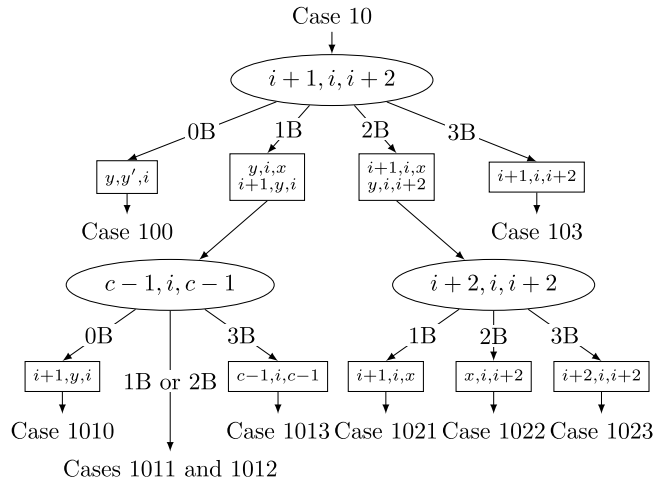 Case 10
i+1, i, i+2
0B 1B 2B 3B
y,y′,i
y,i,x
i+1,y,i
i+1,i,x
y,i,i+2
i+1,i,i+2
Case 100
Case 103
c−1, i, c−1
i+2, i, i+2
0B
1B or 2B
3B
1B 2B 3B
i+1,y,i
c−1,i,c−1
i+1,i,x
x,i,i+2
i+2,i,i+2
Case 1010
Case 1013
Case 1021
Case 1022
Case 1023
Cases 1011 and 1012